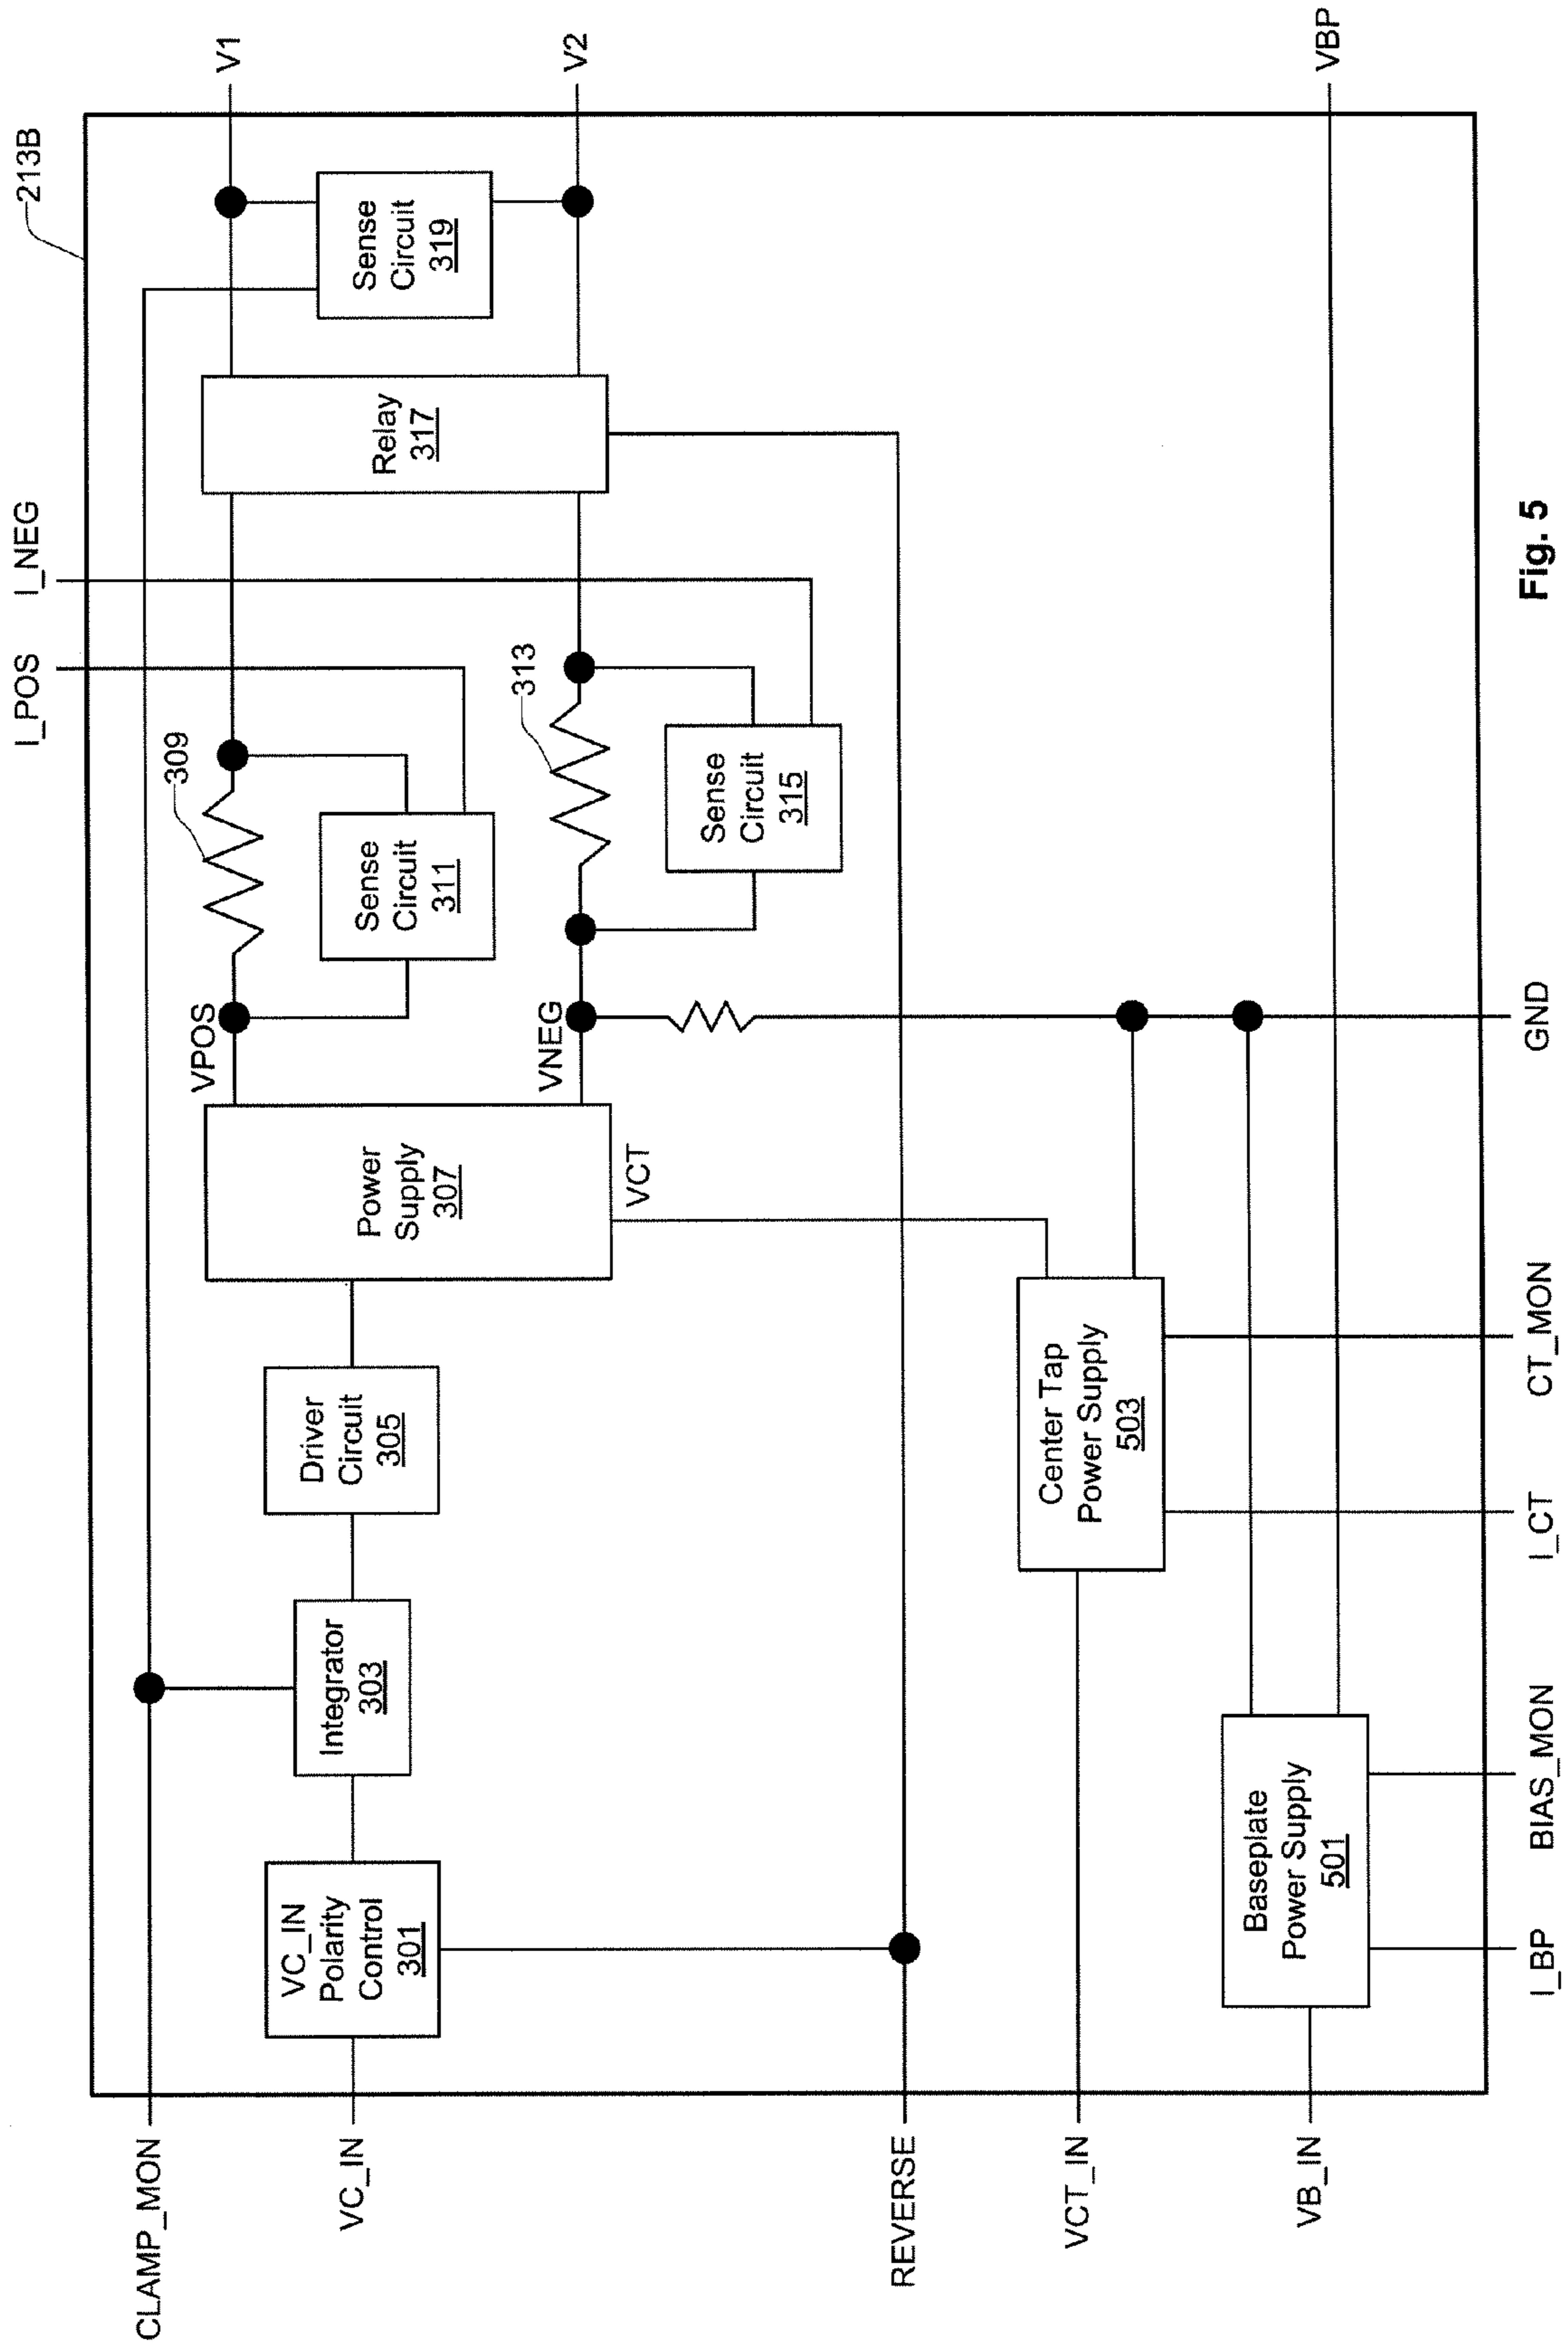 213B
I_POS
I_NEG
CLAMP_MON
VC_IN
REVERSE
VCT_IN
VB_IN
V1
V2
VBP
VC_IN
Polarity
Control
301
Integrator
303
Driver
Circuit
305
Power
Supply
307
VPOS
VNEG
VCT
309
Sense
Circuit
311
313
Sense
Circuit
315
Relay
317
Sense
Circuit
319
Center Tap
Power Supply
503
Baseplate
Power Supply
501
I_BP
BIAS_MON
I_CT
CT_MON
GND
Fig. 5